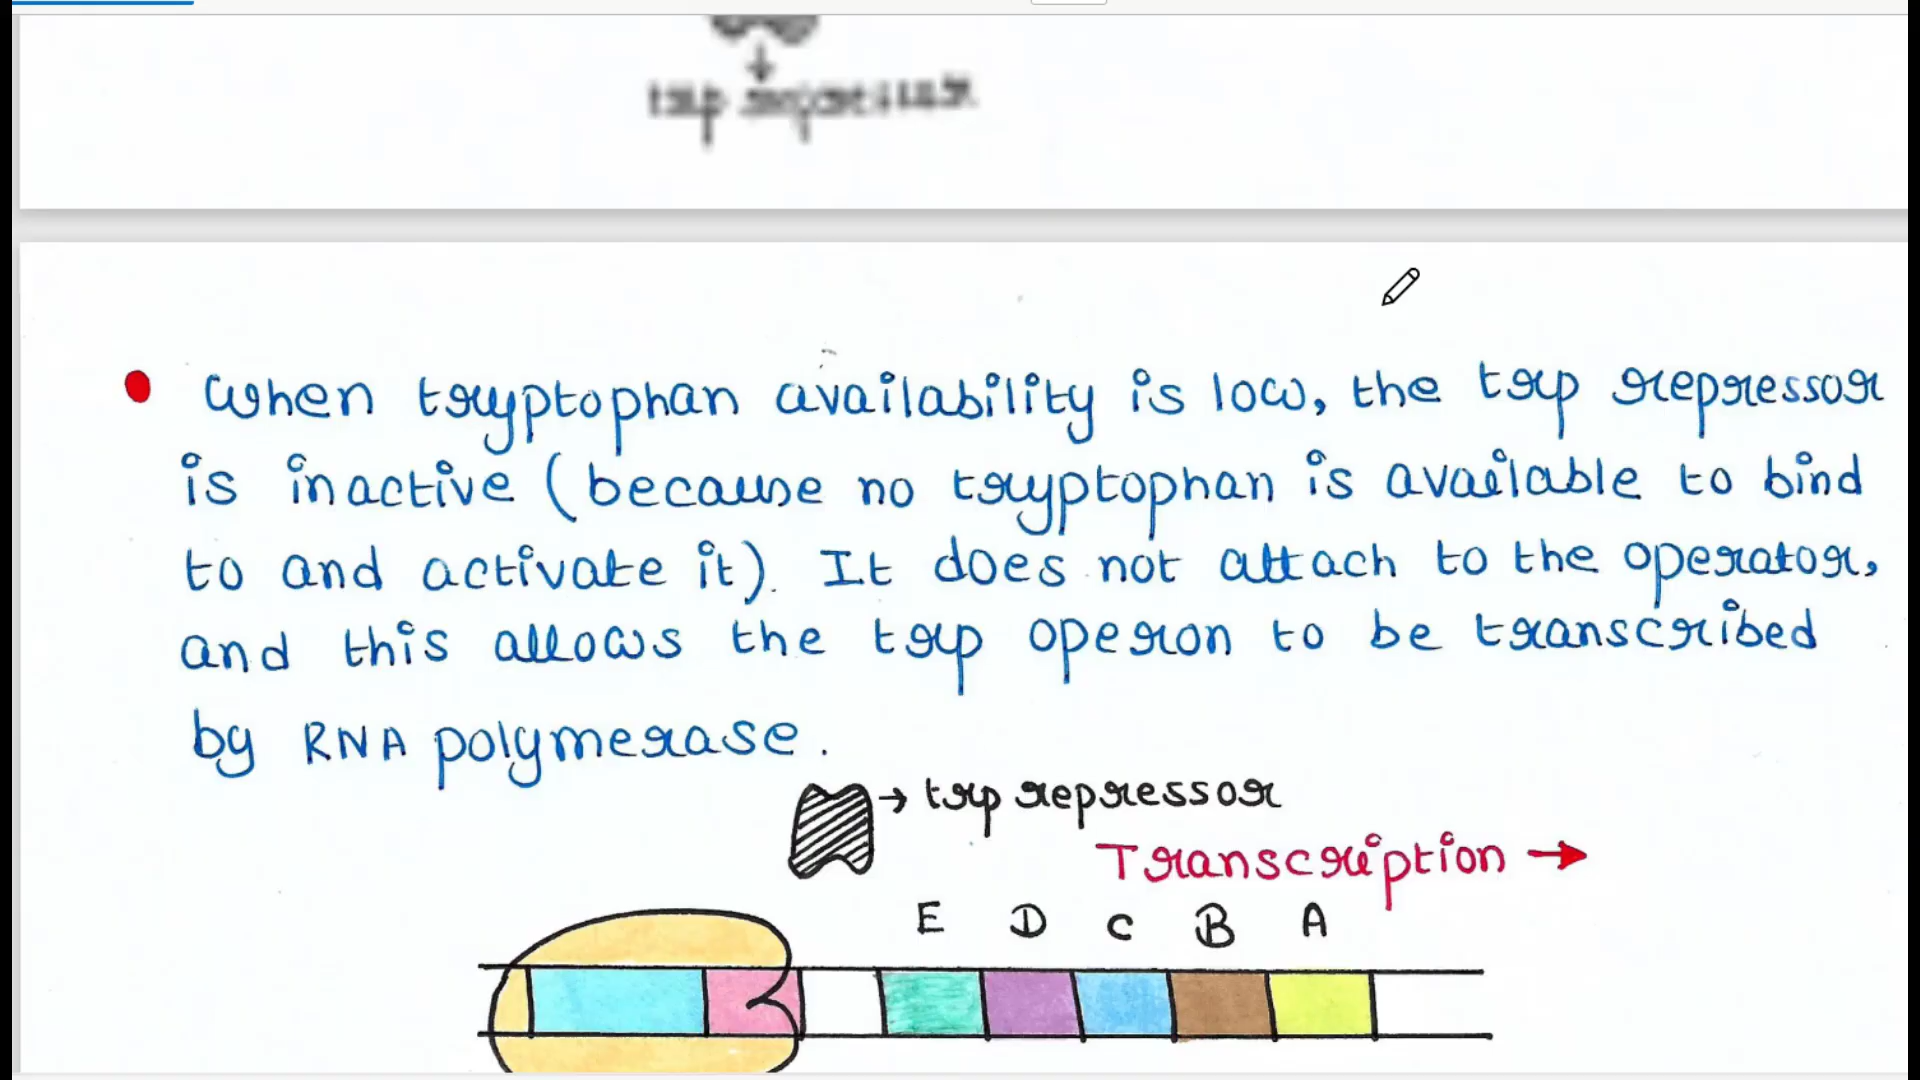 trp repressor
When tryptophan availability is low, the trp repressor
is inactive (because no tryptophan is available to bind
to and activate it). It does not attach to the operator,
and this allows the trp operon to be transcribed
by RNA polymerase.
→ trp repressor
Transcription →
E D C B A